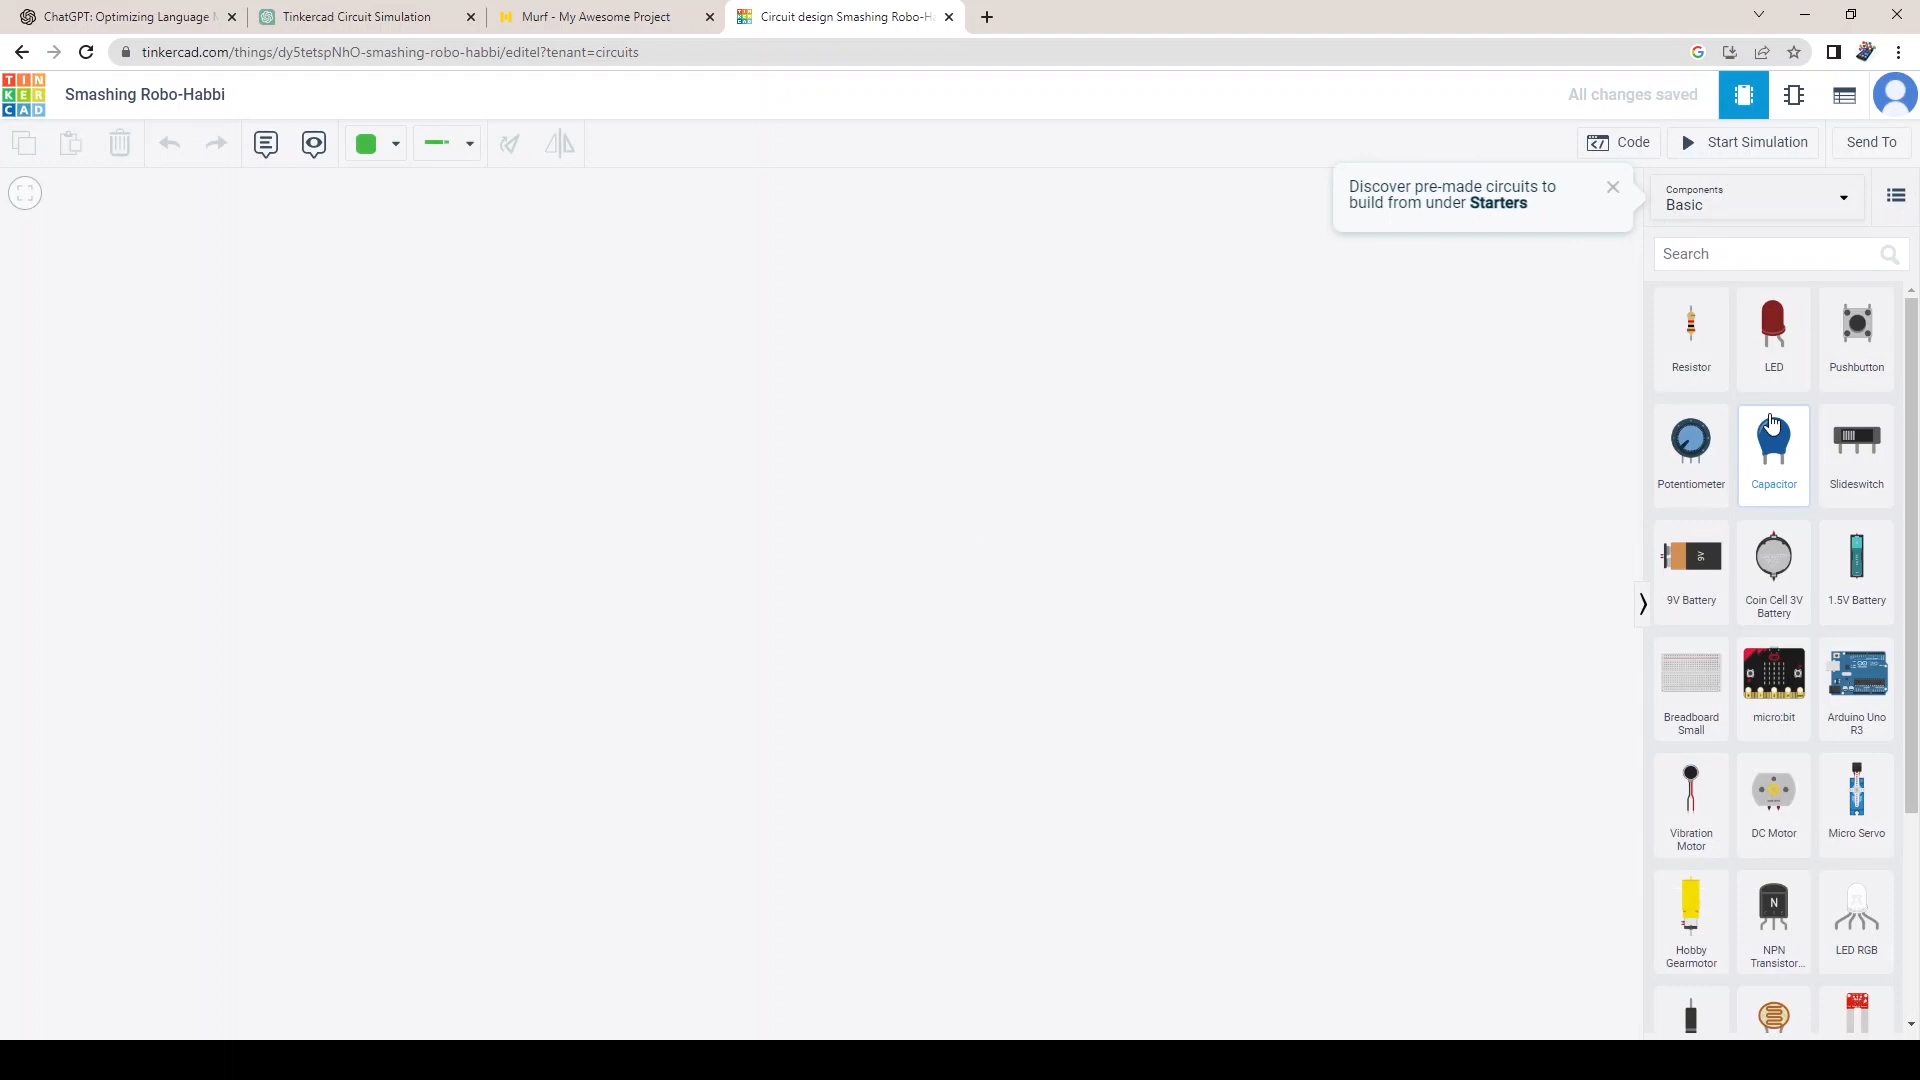 ChatGPT: Optimizing Language M
Tinkercad Circuit Simulation
Murf - My Awesome Project
Circuit design Smashing Robo-Ha
tinkercad.com/things/dy5tetspNhO-smashing-robo-habbi/editel?tenant=circuits
TIN
KER
CAD
Smashing Robo-Habbi
All changes saved
Code
Start Simulation
Send To
Discover pre-made circuits to
build from under Starters
Components
Basic
Search
Resistor
LED
Pushbutton
Potentiometer
Capacitor
Slideswitch
9V
9V Battery
Coin Cell 3V
Battery
1.5V Battery
Breadboard
Small
micro:bit
Arduino Uno
R3
Vibration
Motor
DC Motor
Micro Servo
Hobby
Gearmotor
N
NPN
Transistor...
LED RGB